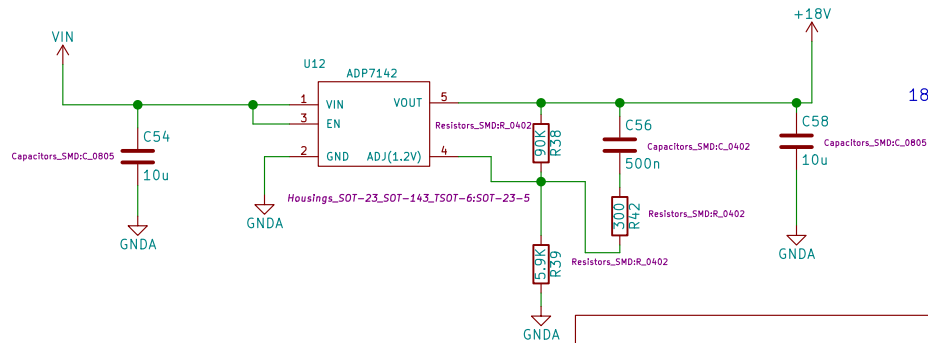 +18V
VIN
U12
ADP7142
1
VIN
VOUT
5
3
EN
2
GND
ADJ(1.2V)
4
C54
Capacitors_SMD:C_0805
10u
GNDA
GNDA
Housings_SOT-23_SOT-143_TSOT-6:SOT-23-5
Resistors_SMD:R_0402
90K
R38
C56
Capacitors_SMD:C_0402
500n
C58
Capacitors_SMD:C_0805
10u
18
300
R42
Resistors_SMD:R_0402
GNDA
5.9K
R39
Resistors_SMD:R_0402
GNDA